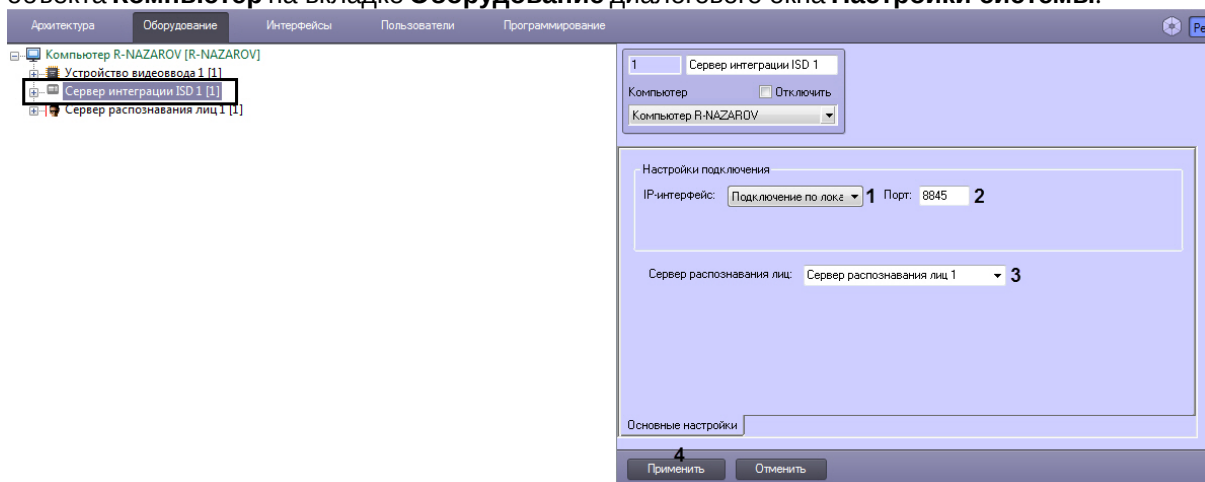 объекта Компьютер на вкладке Оборудование диалогового окна Настройки системы.
Архитектура Оборудование Интерфейсы Пользователи Программирование
Компьютер R-NAZAROV [R-NAZAROV]
Устройство видеоввода 1 [1]
Сервер интеграции ISD 1 [1]
Сервер распознавания лиц 1 [1]
1 Сервер интеграции ISD 1
Компьютер Отключить
Компьютер R-NAZAROV
Настройки подключения
IP-интерфейс: Подключение по лока 1 Порт: 8845 2
Сервер распознавания лиц: Сервер распознавания лиц 1 3
Основные настройки
4
Применить Отменить